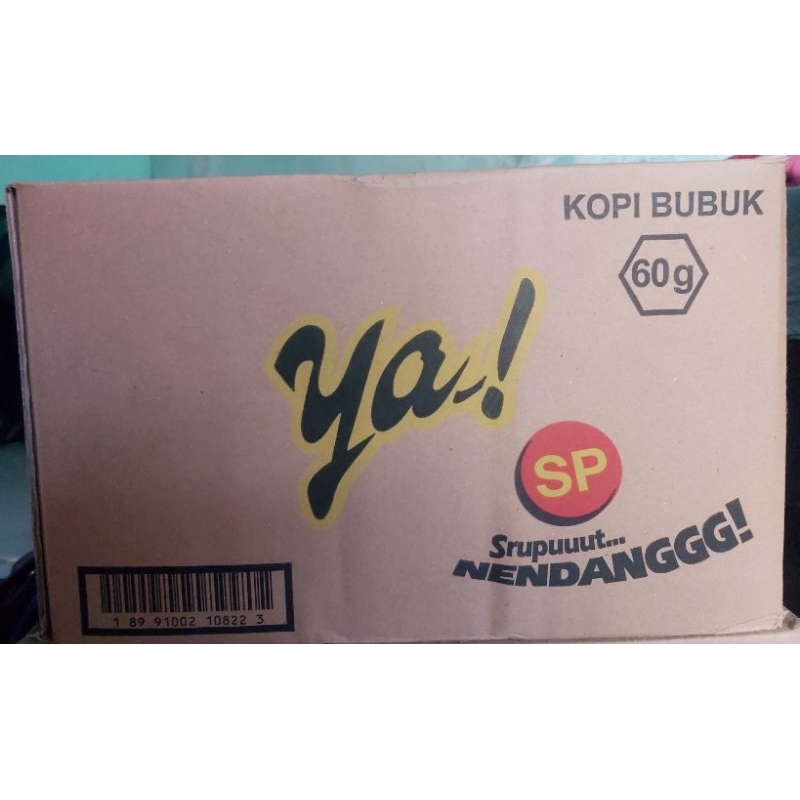 KOPI BUBUK
60g
ya!
SP
Srupuuut...
NENDANGGG!
1 89 91002 10822 3